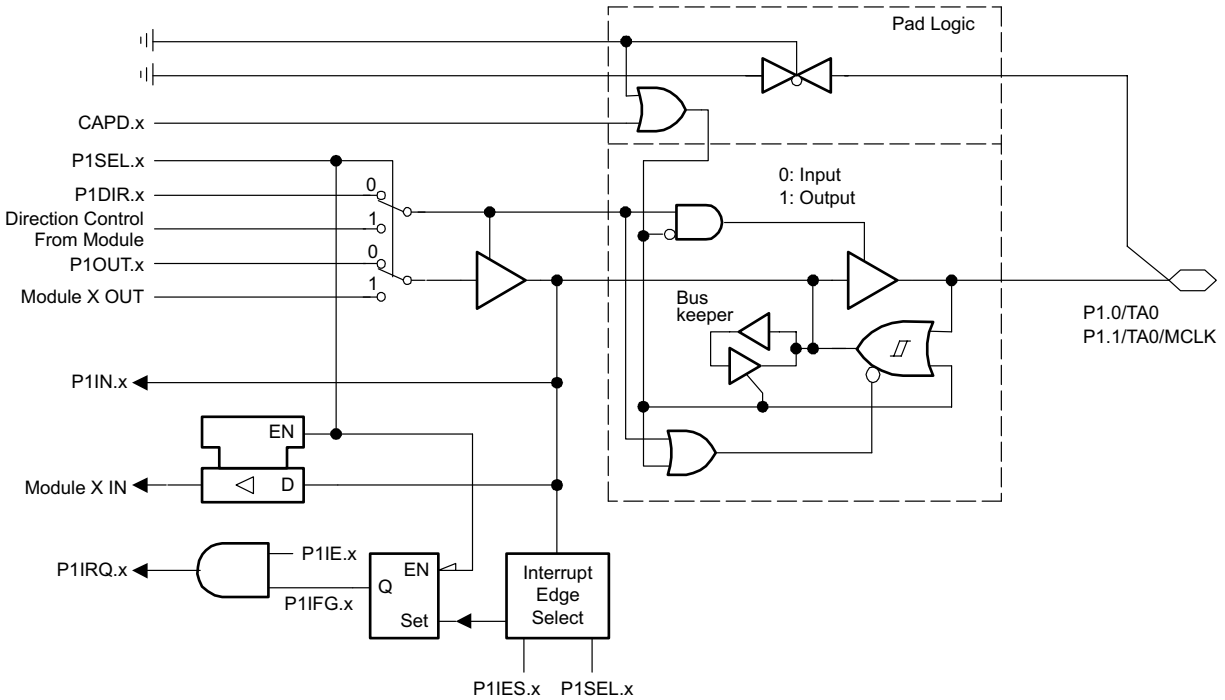 Pad Logic
CAPD.x
P1SEL.x
P1DIR.x
0
Direction Control
From Module
1
P1OUT.x
0
Module X OUT
1
0: Input
1: Output
Bus
keeper
P1.0/TA0
P1.1/TA0/MCLK
P1IN.x
EN
Module X IN
D
P1IRQ.x
P1IE.x
P1IFG.x
EN
Q
Set
Interrupt
Edge
Select
P1IES.x
P1SEL.x